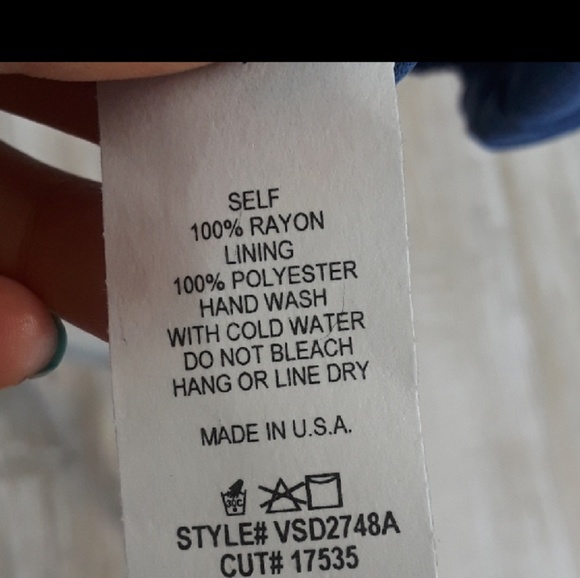 SELF
100% RAYON
LINING
100% POLYESTER
HAND WASH
WITH COLD WATER
DO NOT BLEACH
HANG OR LINE DRY
MADE IN U.S.A.
30C
STYLE# VSD2748A
CUT# 17535